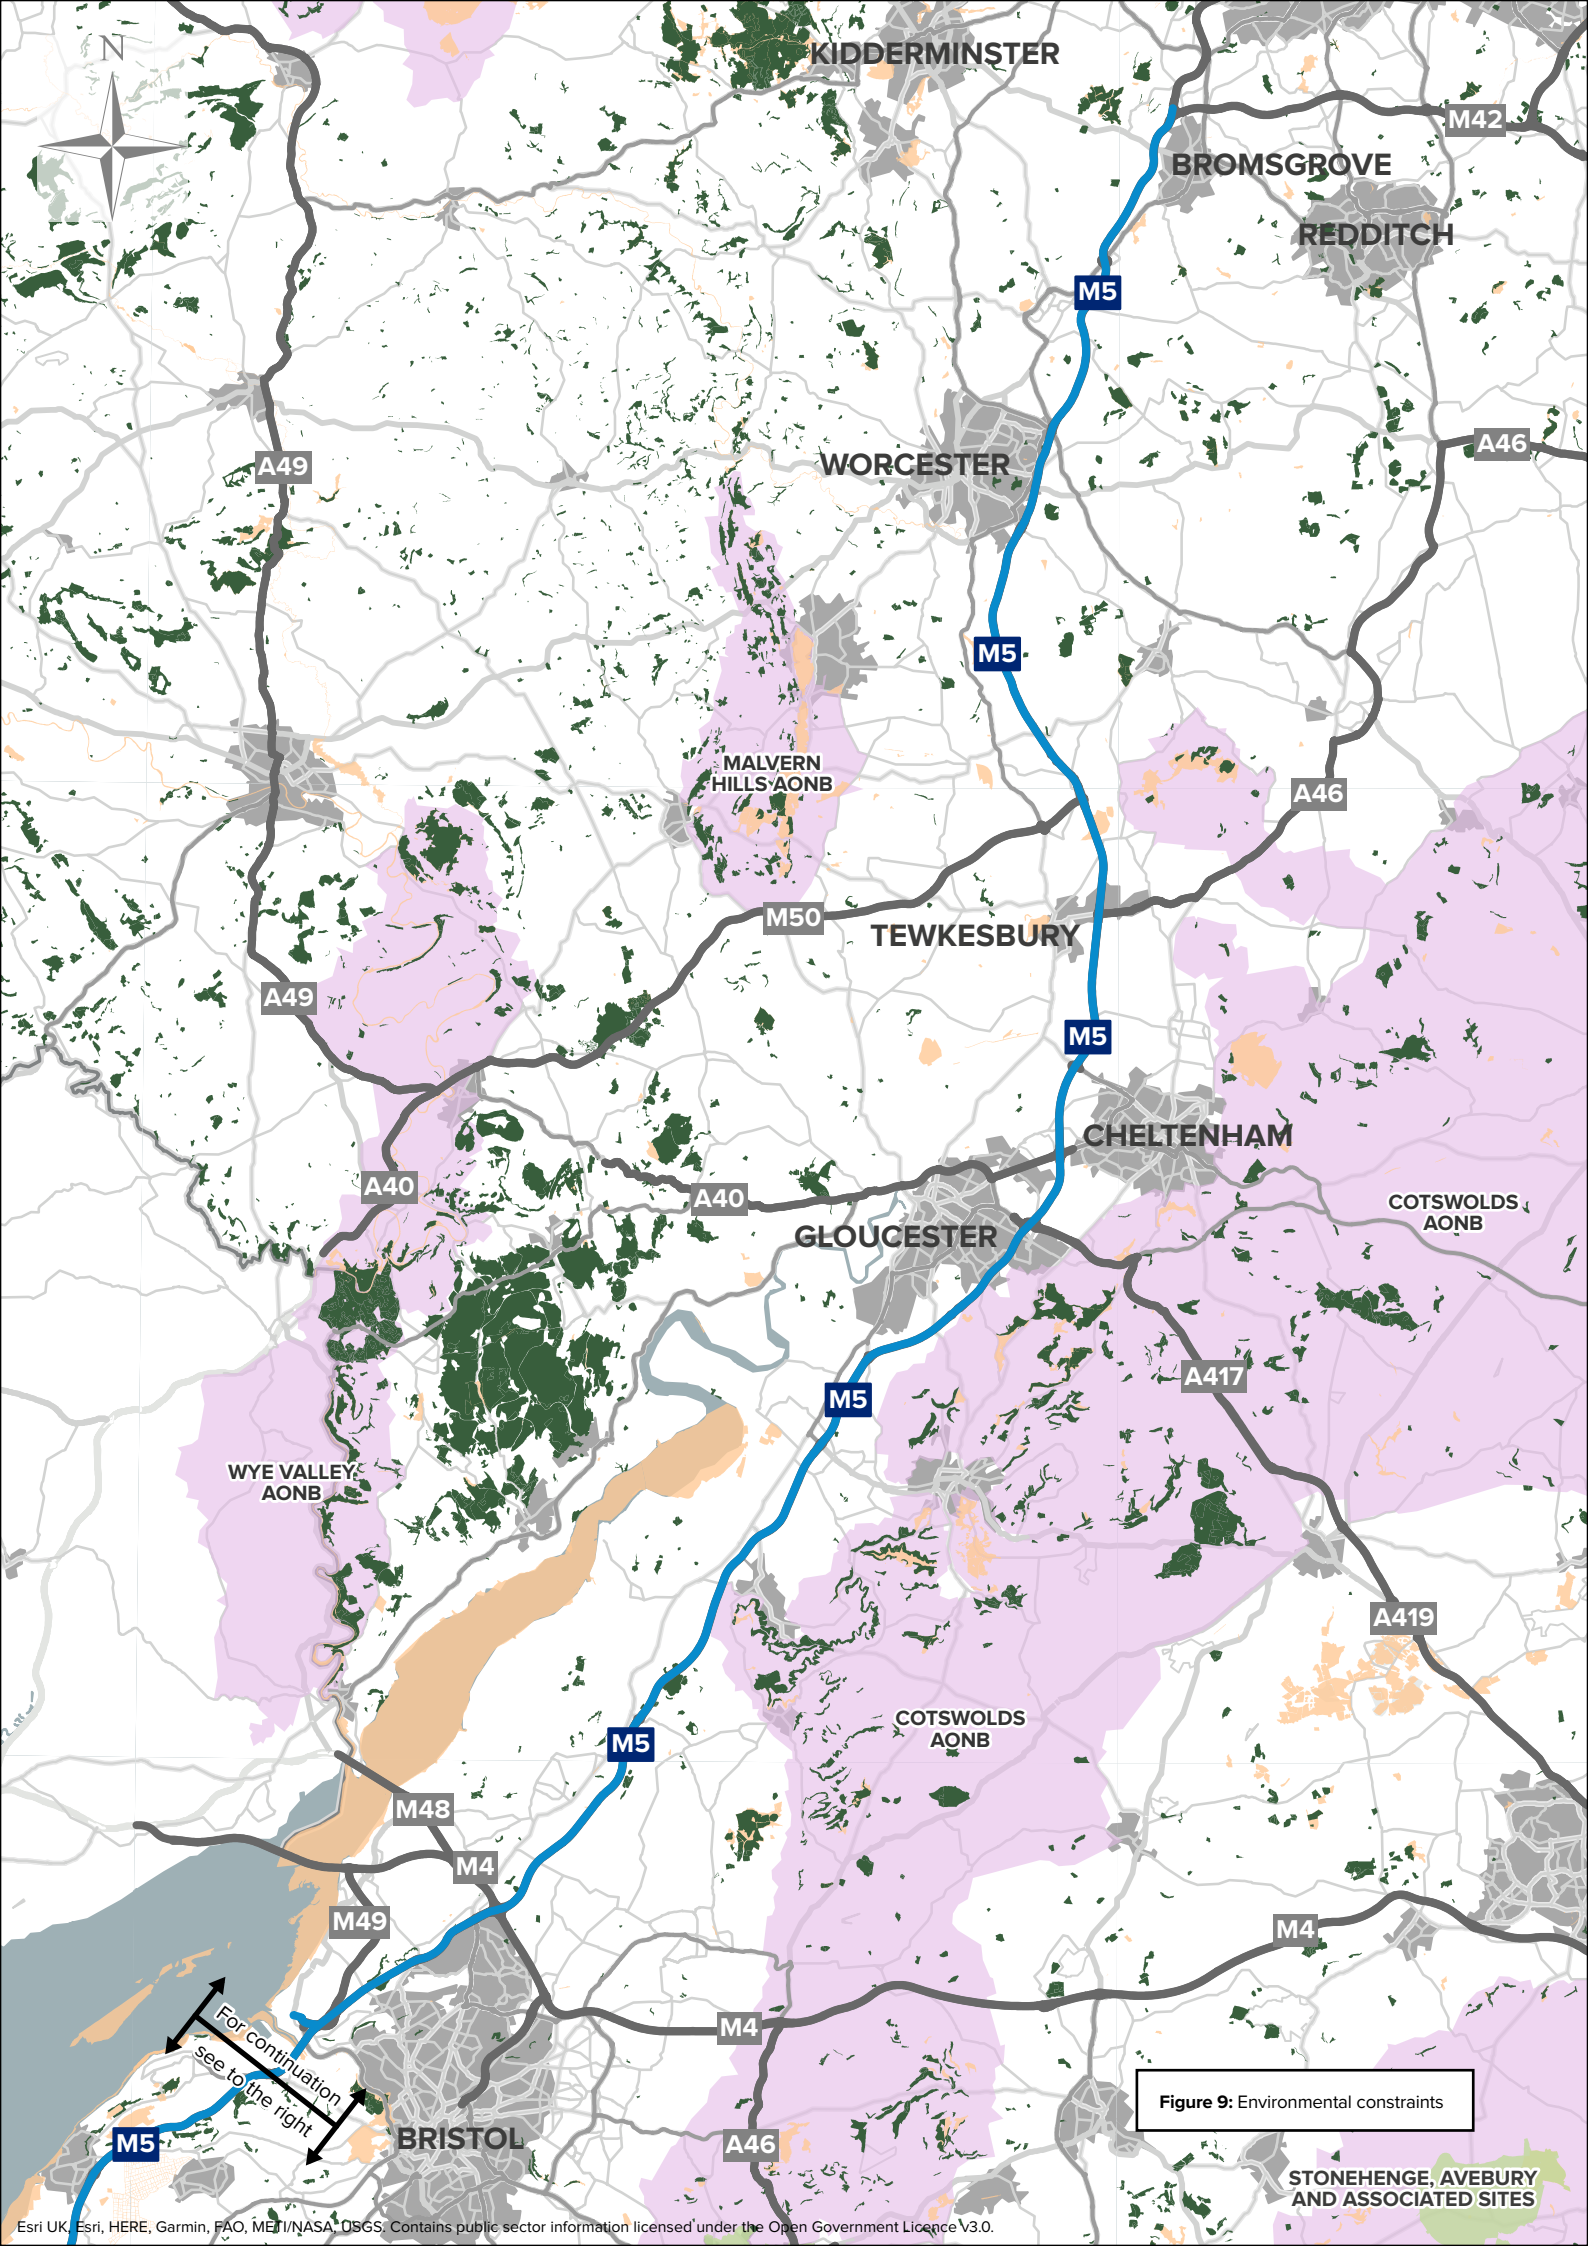 N
KIDDERMINSTER
M42
BROMSGROVE
REDDITCH
M5
A46
WORCESTER
A49
M5
MALVERN
HILLS AONB
A46
M50
TEWKESBURY
A49
M5
CHELTENHAM
A40
A40
COTSWOLDS
AONB
GLOUCESTER
A417
M5
WYE VALLEY
AONB
A419
COTSWOLDS
AONB
M5
M48
M4
M49
M4
M4
For continuation
see to the right
Figure 9: Environmental constraints
BRISTOL
M5
A46
STONEHENGE, AVEBURY
AND ASSOCIATED SITES
Esri UK, Esri, HERE, Garmin, FAO, METI/NASA, USGS. Contains public sector information licensed under the Open Government Licence v3.0.